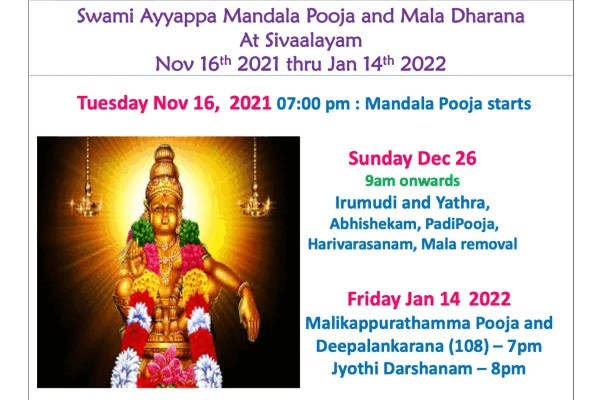 Swami Ayyappa Mandala Pooja and Mala Dharana
At Sivaalayam
Nov 16th 2021 thru Jan 14th 2022
Tuesday Nov 16, 2021 07:00 pm : Mandala Pooja starts
Sunday Dec 26
9am onwards
Irumudi and Yathra,
Abhishekam, PadiPooja,
Harivarasanam, Mala removal
Friday Jan 14 2022
Malikappurathamma Pooja and
Deepalankarana (108) – 7pm
Jyothi Darshanam – 8pm